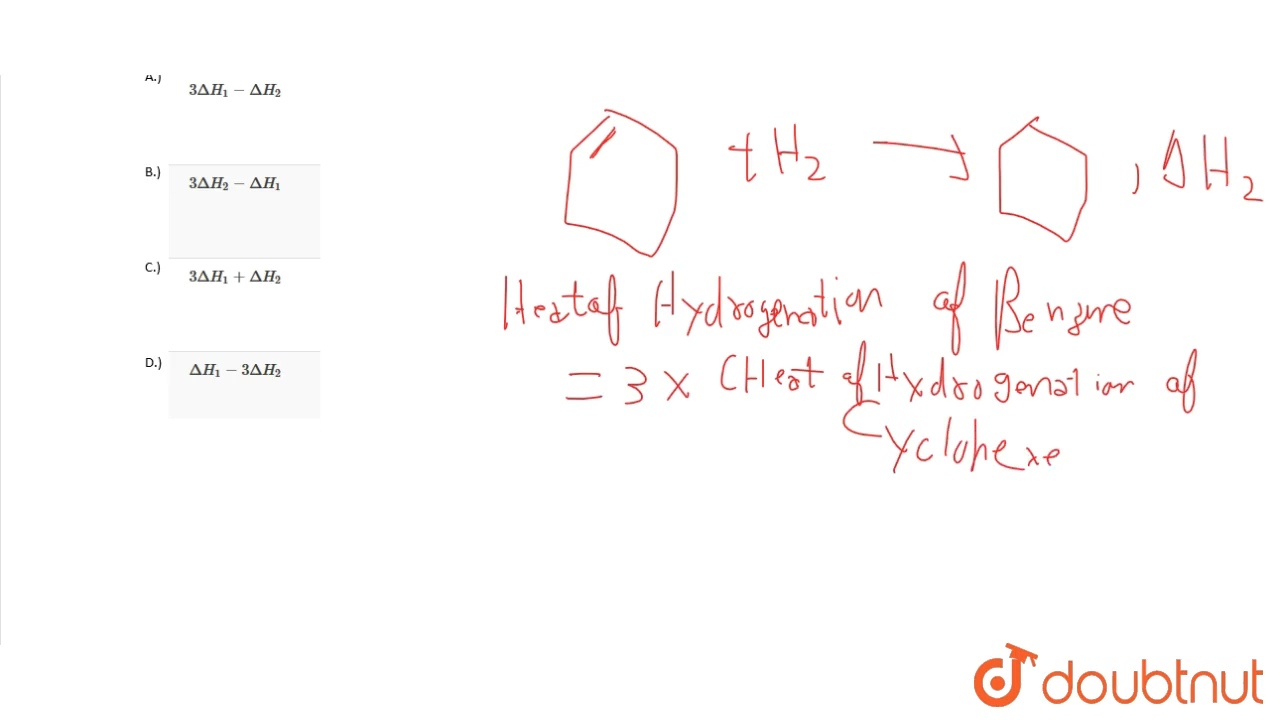 A.)
3ΔH₁ − ΔH₂
B.)
3ΔH₂ − ΔH₁
C.)
3ΔH₁ + ΔH₂
D.)
ΔH₁ − 3ΔH₂
+ H₂ → , ΔH₂
Heat of Hydrogenation of Benzene
= 3 × (Heat of Hydrogenation of
Cyclohexe
doubtnut